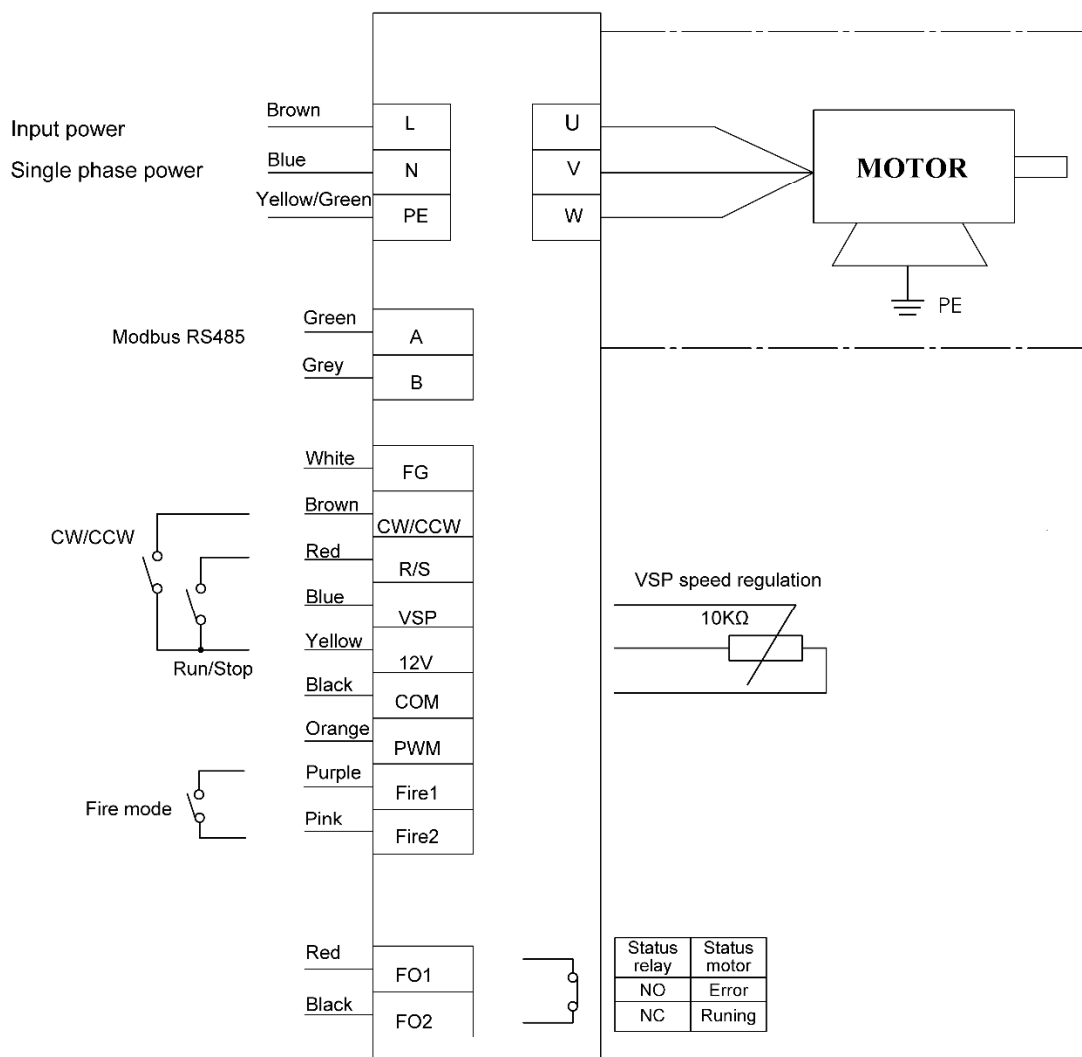 Input power
Single phase power
Brown
L
Blue
N
Yellow/Green
PE
U
V
W
MOTOR
PE
Modbus RS485
Green
A
Grey
B
White
FG
Brown
CW/CCW
Red
R/S
Blue
VSP
Yellow
12V
Black
COM
Orange
PWM
Purple
Fire1
Pink
Fire2
CW/CCW
Run/Stop
Fire mode
VSP speed regulation
10KΩ
Red
FO1
Black
FO2
Status relay
Status motor
NO
Error
NC
Runing